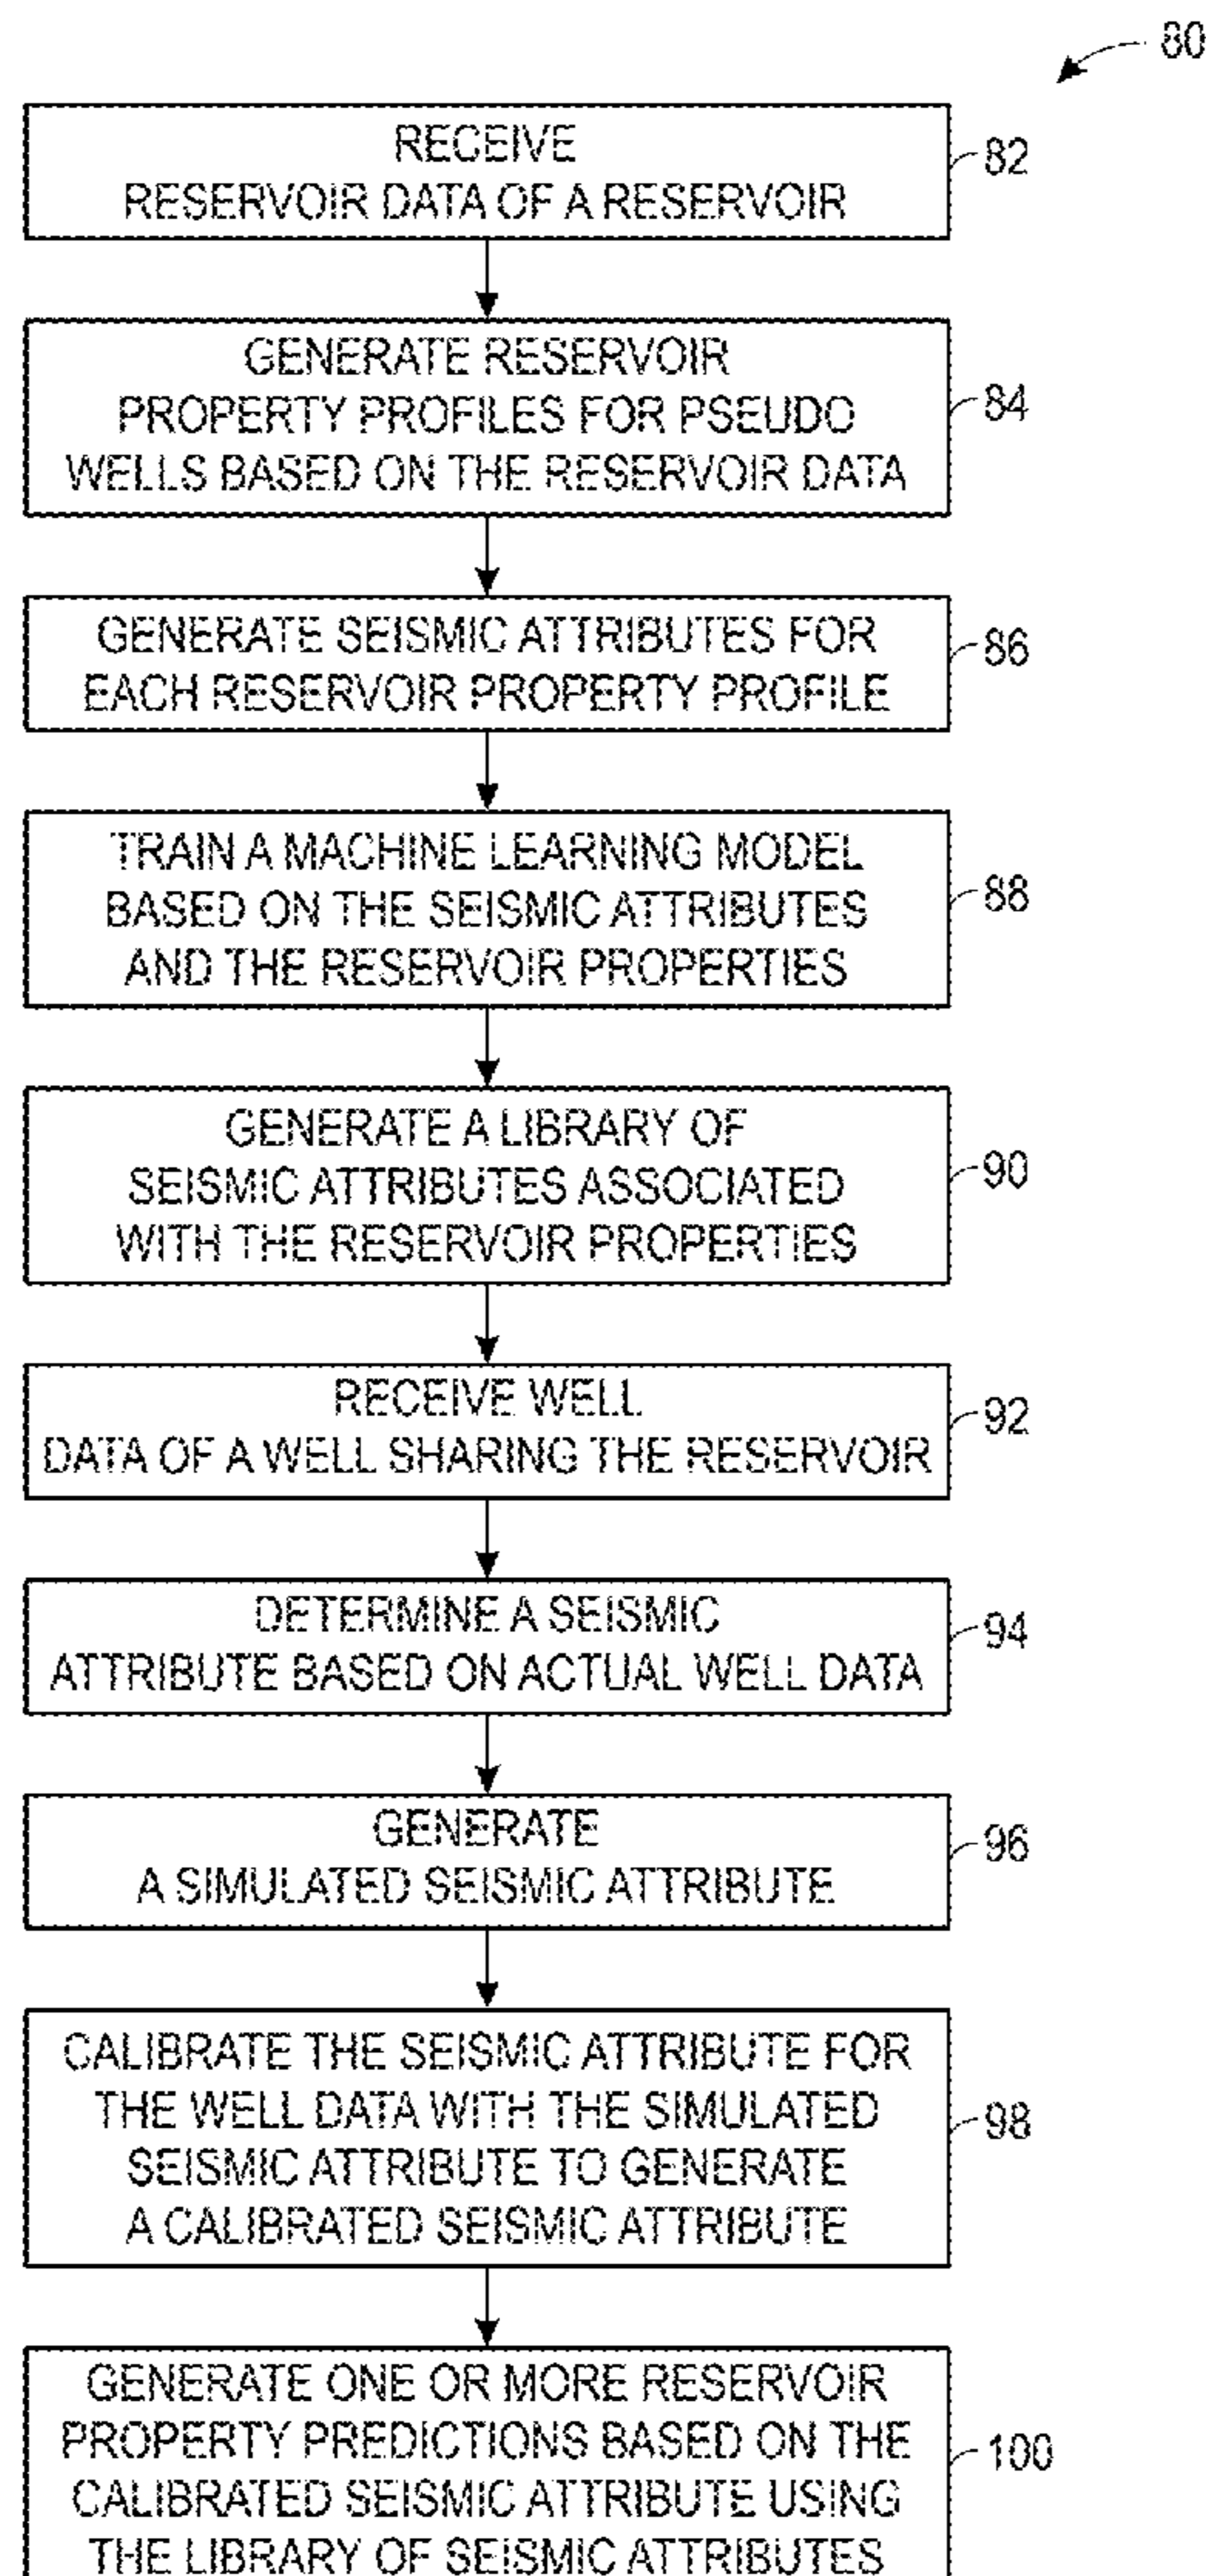 80
RECEIVE
RESERVOIR DATA OF A RESERVOIR
82
GENERATE RESERVOIR
PROPERTY PROFILES FOR PSEUDO
WELLS BASED ON THE RESERVOIR DATA
84
GENERATE SEISMIC ATTRIBUTES FOR
EACH RESERVOIR PROPERTY PROFILE
86
TRAIN A MACHINE LEARNING MODEL
BASED ON THE SEISMIC ATTRIBUTES
AND THE RESERVOIR PROPERTIES
88
GENERATE A LIBRARY OF
SEISMIC ATTRIBUTES ASSOCIATED
WITH THE RESERVOIR PROPERTIES
90
RECEIVE WELL
DATA OF A WELL SHARING THE RESERVOIR
92
DETERMINE A SEISMIC
ATTRIBUTE BASED ON ACTUAL WELL DATA
94
GENERATE
A SIMULATED SEISMIC ATTRIBUTE
96
CALIBRATE THE SEISMIC ATTRIBUTE FOR
THE WELL DATA WITH THE SIMULATED
SEISMIC ATTRIBUTE TO GENERATE
A CALIBRATED SEISMIC ATTRIBUTE
98
GENERATE ONE OR MORE RESERVOIR
PROPERTY PREDICTIONS BASED ON THE
CALIBRATED SEISMIC ATTRIBUTE USING
THE LIBRARY OF SEISMIC ATTRIBUTES
100